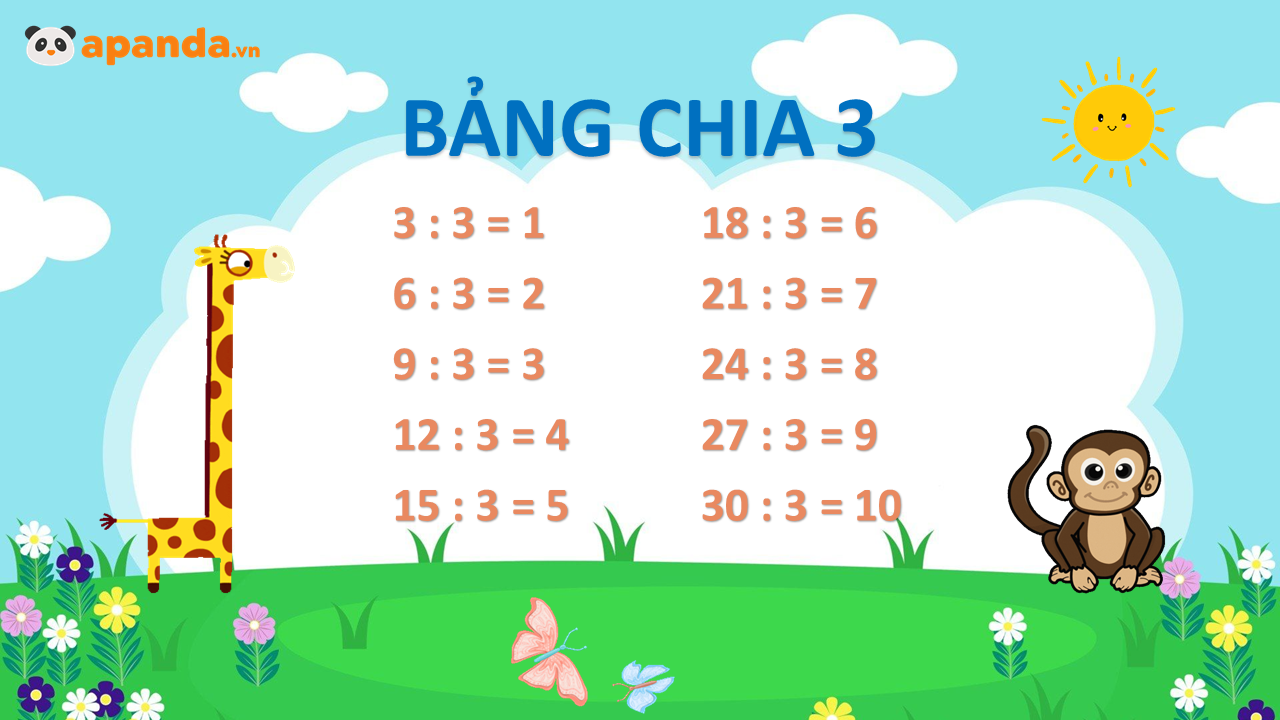 apanda.vn
BẢNG CHIA 3
3 : 3 = 1
6 : 3 = 2
9 : 3 = 3
12 : 3 = 4
15 : 3 = 5
18 : 3 = 6
21 : 3 = 7
24 : 3 = 8
27 : 3 = 9
30 : 3 = 10